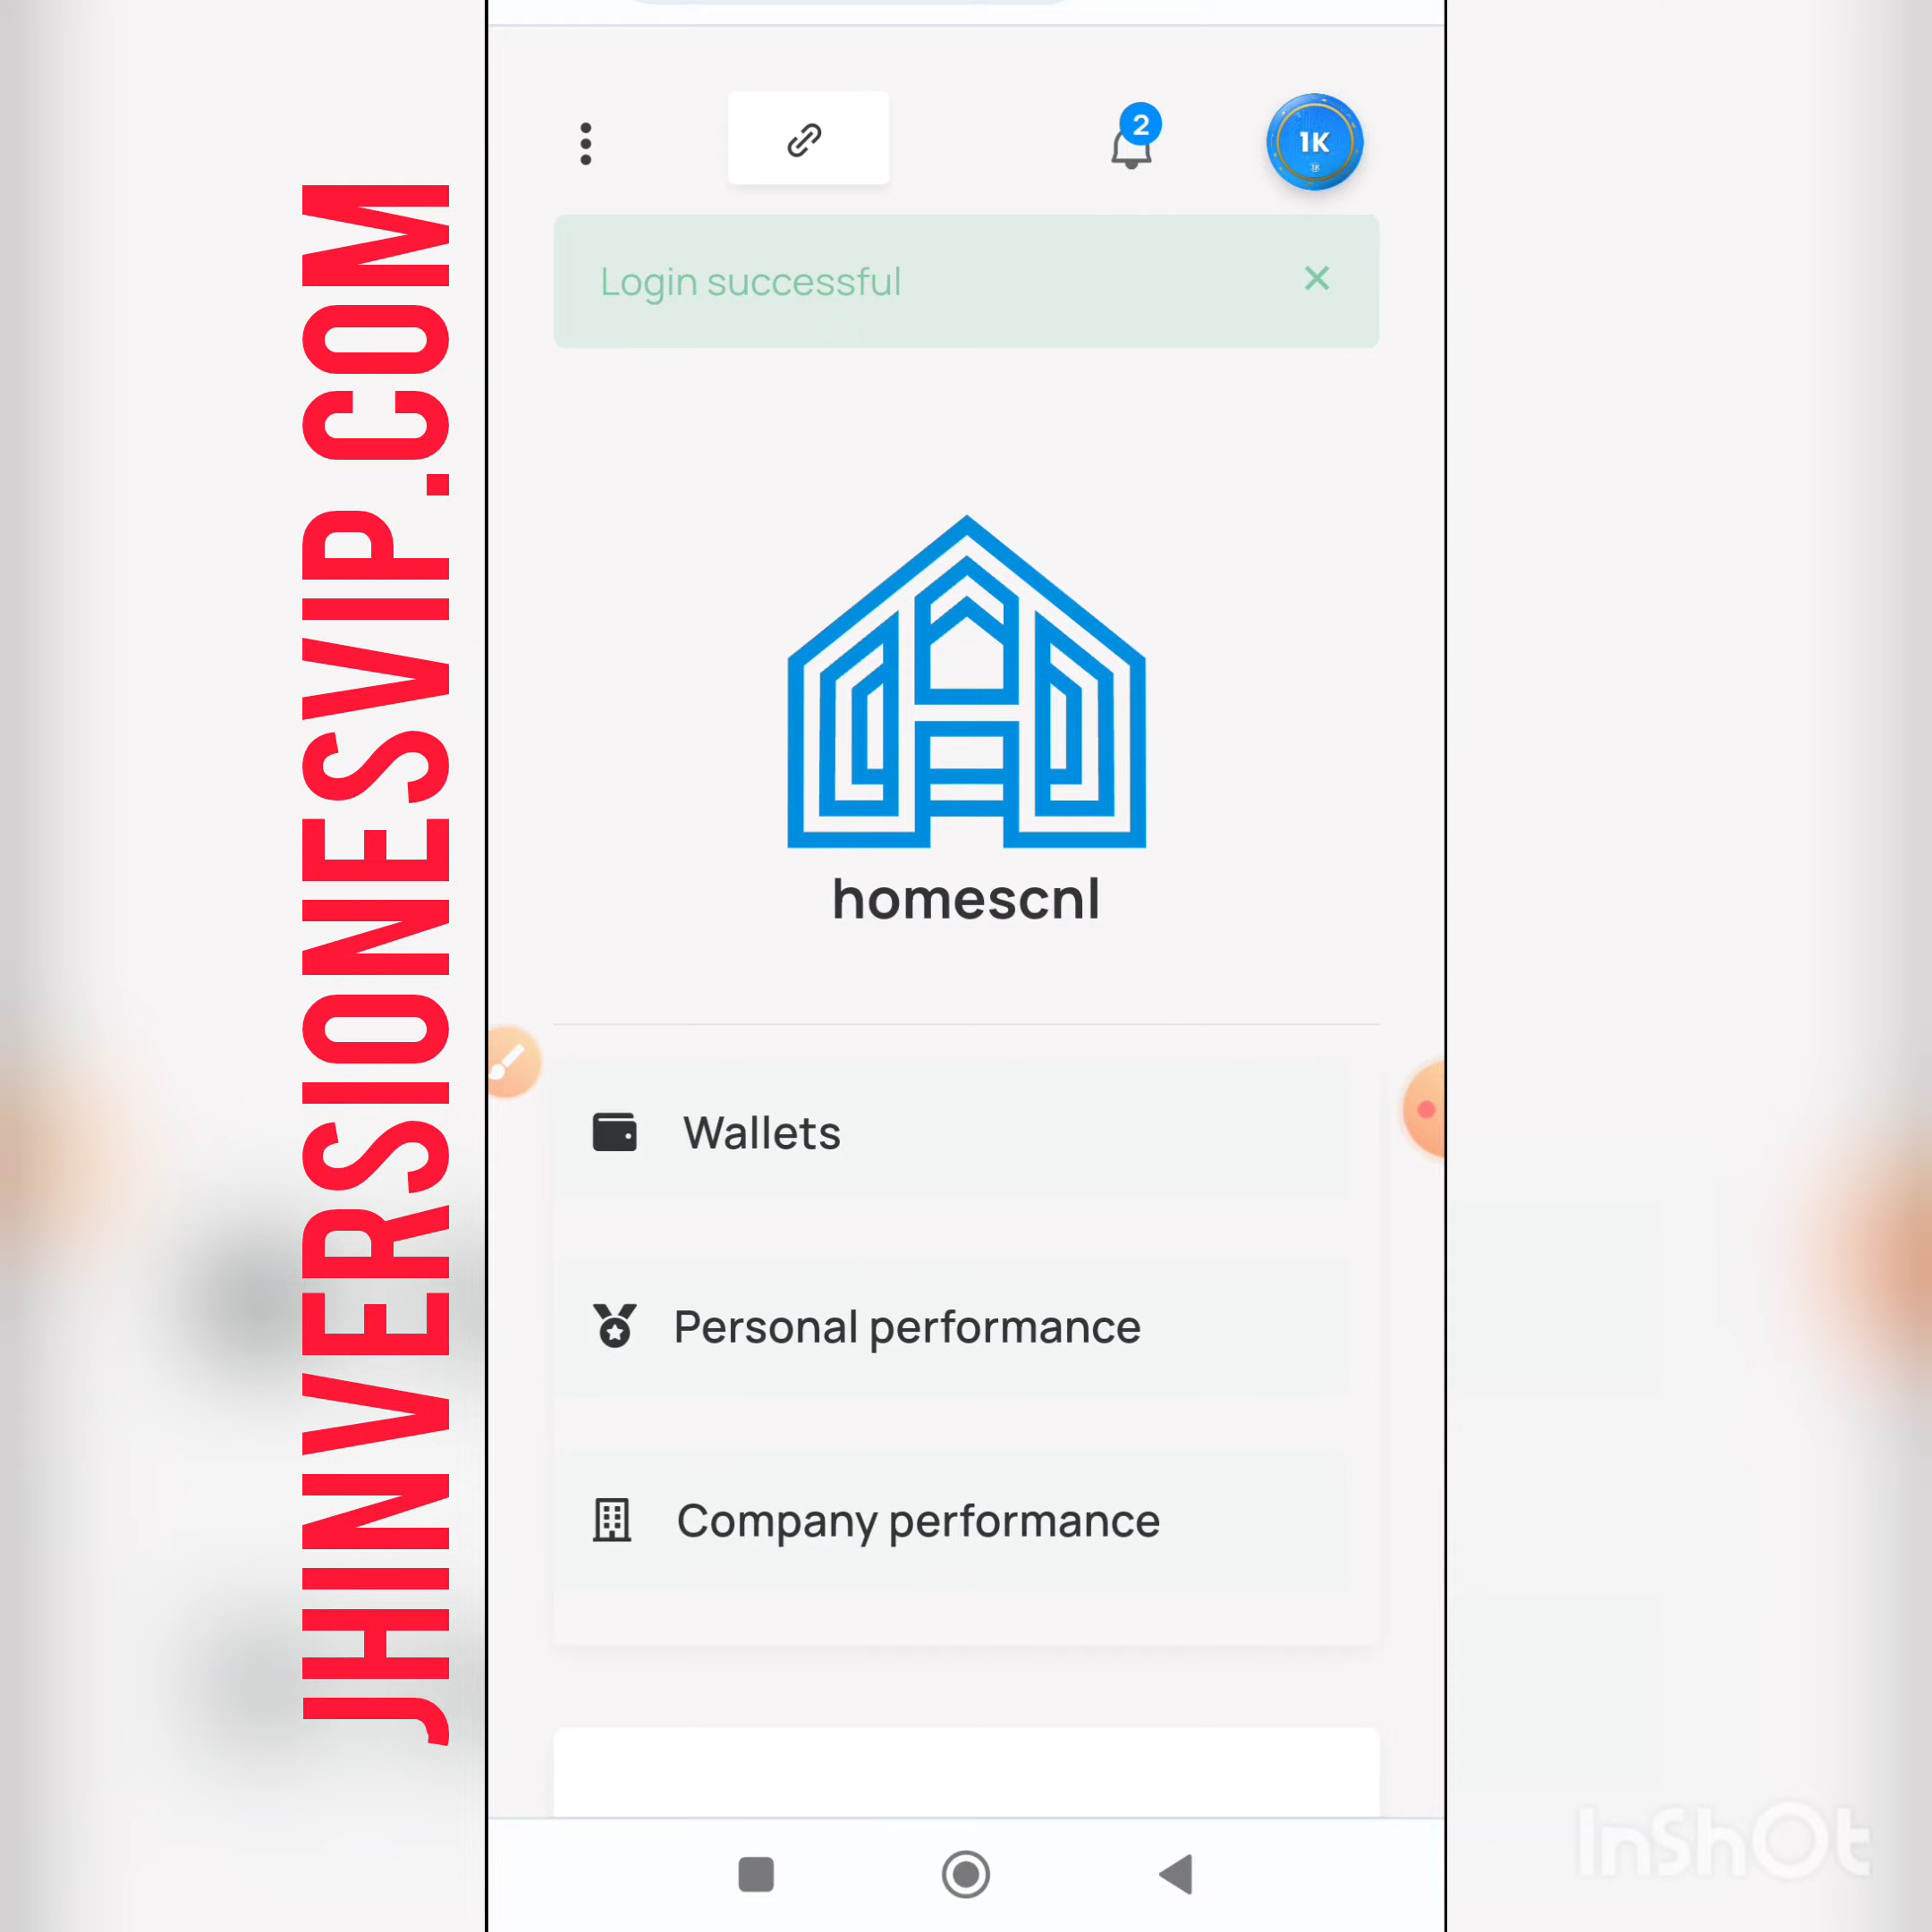 JHINVERSIONESVIP.COM
2
1K
Login successful
homescnl
Wallets
Personal performance
Company performance
InShOt